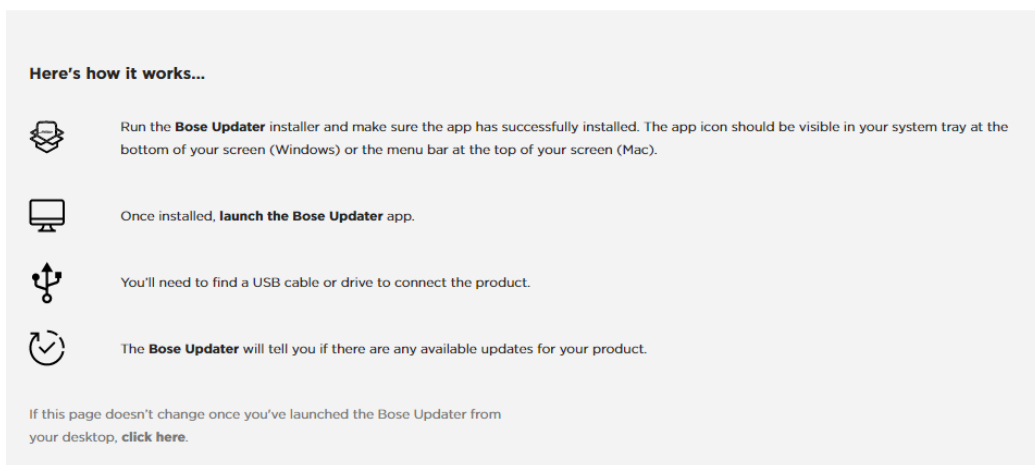 Here's how it works...
Run the Bose Updater installer and make sure the app has successfully installed. The app icon should be visible in your system tray at the
bottom of your screen (Windows) or the menu bar at the top of your screen (Mac).
Once installed, launch the Bose Updater app.
You'll need to find a USB cable or drive to connect the product.
The Bose Updater will tell you if there are any available updates for your product.
If this page doesn't change once you've launched the Bose Updater from
your desktop, click here.